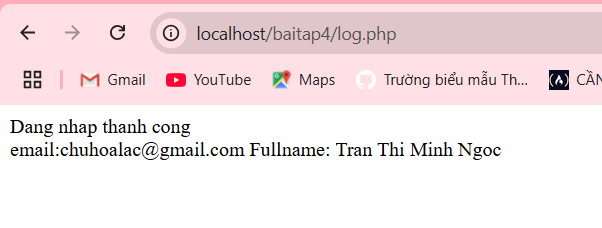 localhost/baitap4/log.php
Gmail YouTube Maps Trường biểu mẫu Th... CĂN
Dang nhap thanh cong
email:chuhoalac@gmail.com Fullname: Tran Thi Minh Ngoc